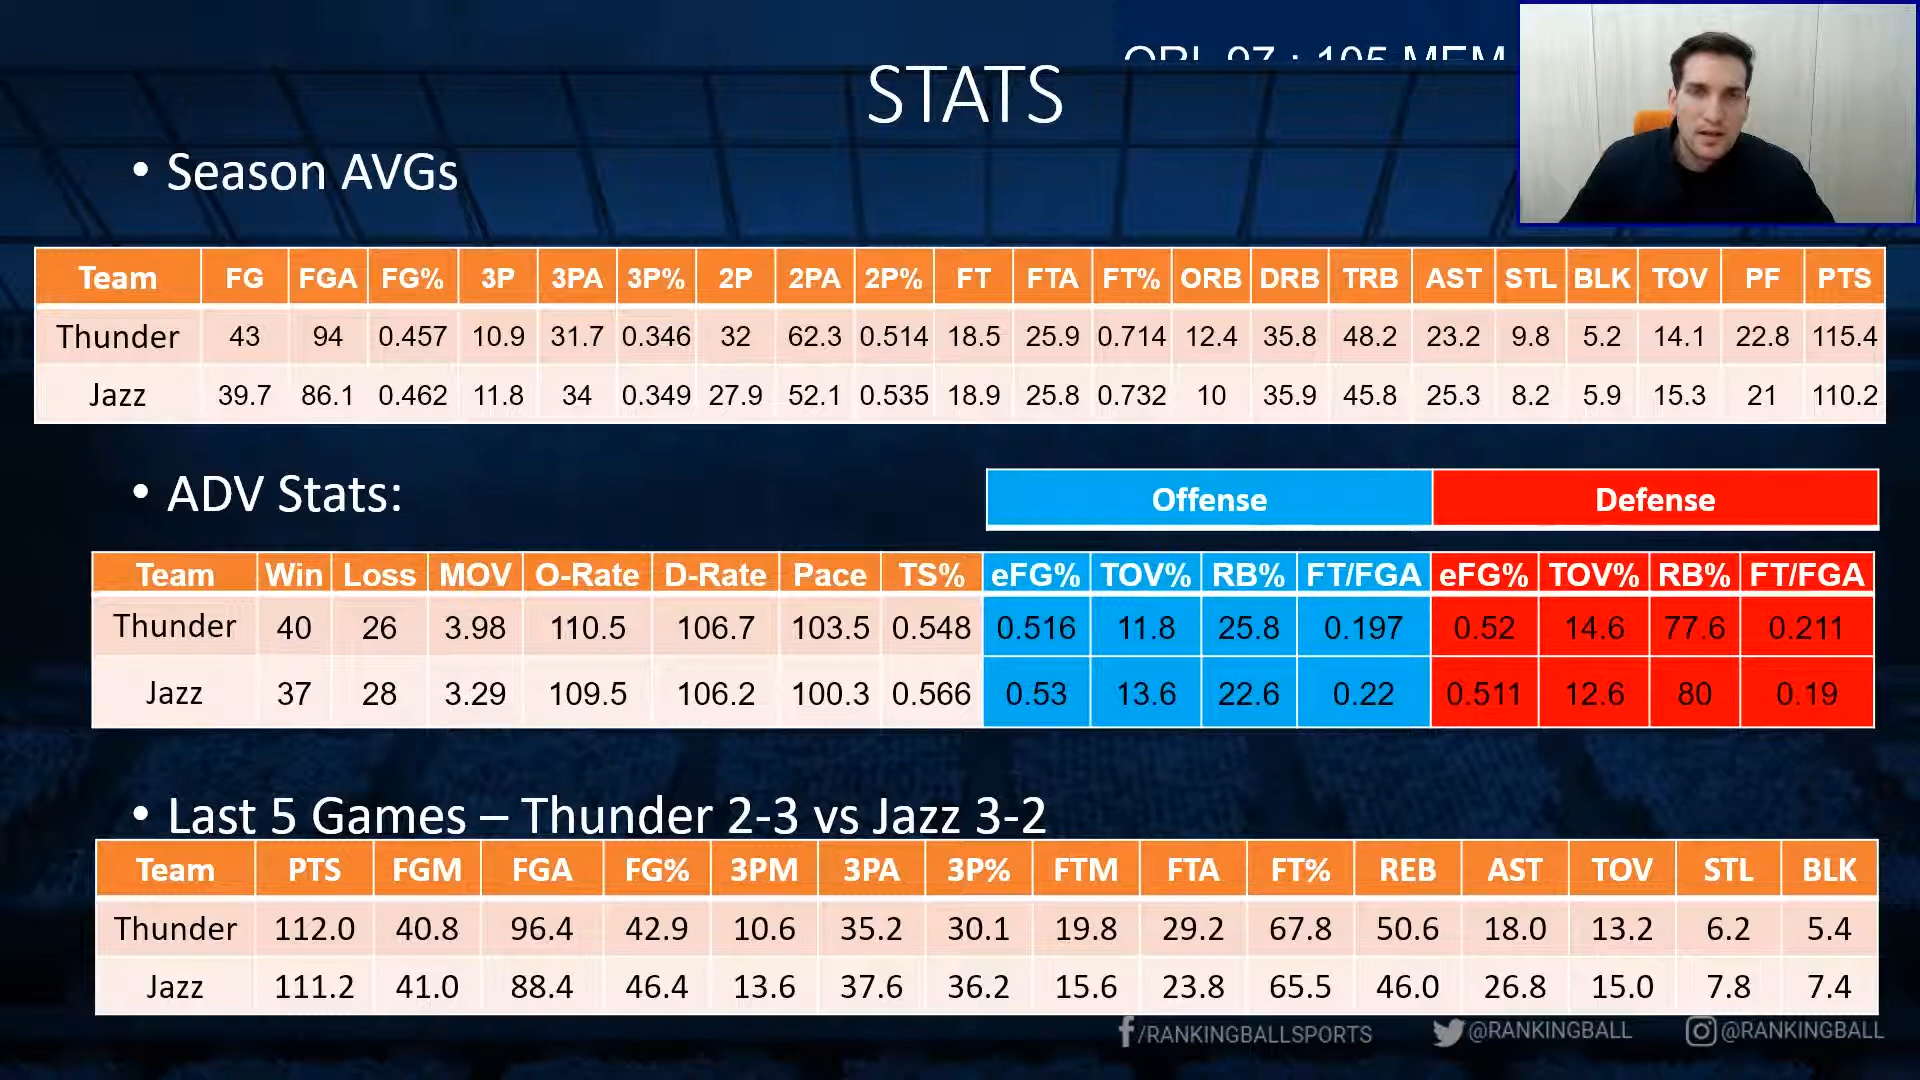 ORL 97 : 105 MEM
STATS
• Season AVGs
Team FG FGA FG% 3P 3PA 3P% 2P 2PA 2P% FT FTA FT% ORB DRB TRB AST STL BLK TOV PF PTS
Thunder 43 94 0.457 10.9 31.7 0.346 32 62.3 0.514 18.5 25.9 0.714 12.4 35.8 48.2 23.2 9.8 5.2 14.1 22.8 115.4
Jazz 39.7 86.1 0.462 11.8 34 0.349 27.9 52.1 0.535 18.9 25.8 0.732 10 35.9 45.8 25.3 8.2 5.9 15.3 21 110.2
• ADV Stats:
Offense Defense
Team Win Loss MOV O-Rate D-Rate Pace TS% eFG% TOV% RB% FT/FGA eFG% TOV% RB% FT/FGA
Thunder 40 26 3.98 110.5 106.7 103.5 0.548 0.516 11.8 25.8 0.197 0.52 14.6 77.6 0.211
Jazz 37 28 3.29 109.5 106.2 100.3 0.566 0.53 13.6 22.6 0.22 0.511 12.6 80 0.19
• Last 5 Games – Thunder 2-3 vs Jazz 3-2
Team PTS FGM FGA FG% 3PM 3PA 3P% FTM FTA FT% REB AST TOV STL BLK
Thunder 112.0 40.8 96.4 42.9 10.6 35.2 30.1 19.8 29.2 67.8 50.6 18.0 13.2 6.2 5.4
Jazz 111.2 41.0 88.4 46.4 13.6 37.6 36.2 15.6 23.8 65.5 46.0 26.8 15.0 7.8 7.4
/RANKINGBALLSPORTS @RANKINGBALL @RANKINGBALL